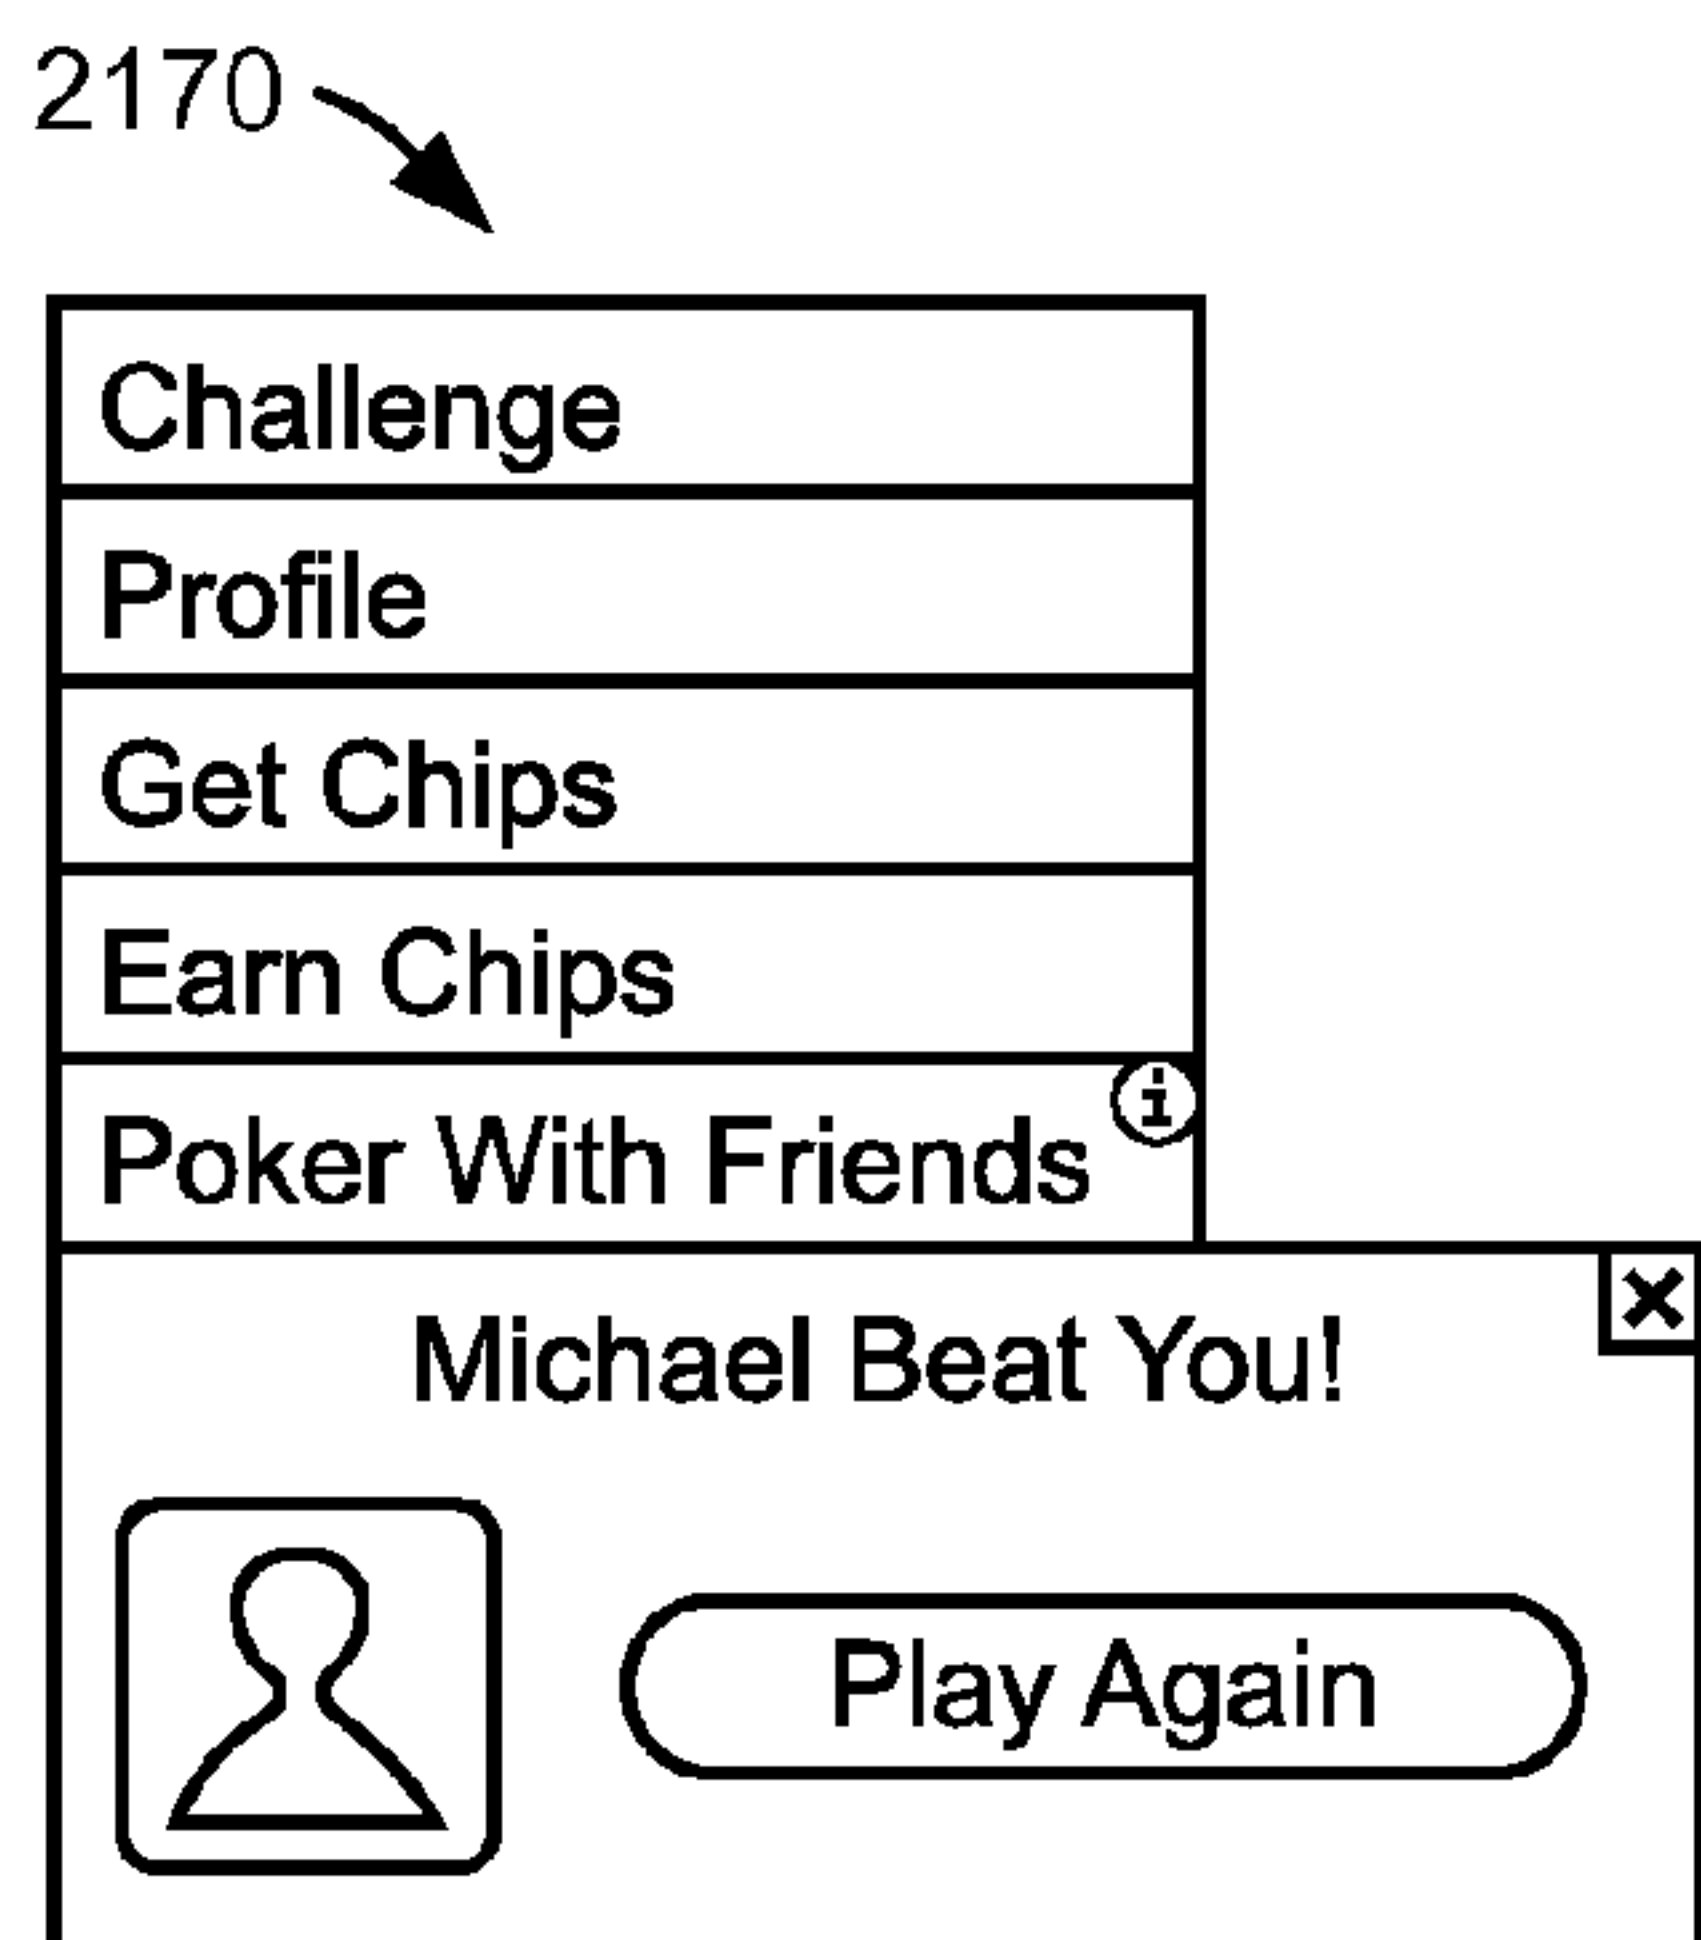 2170
Challenge
Profile
Get Chips
Earn Chips
Poker With Friends i
Michael Beat You!
Play Again